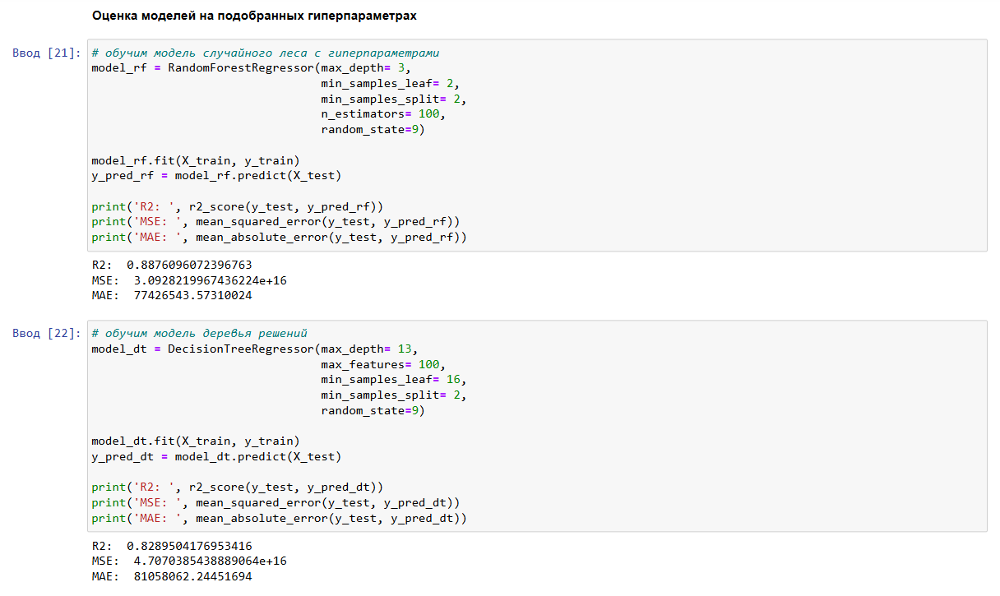 Оценка моделей на подобранных гиперпараметрах
Ввод [21]:
# обучим модель случайного леса с гиперпараметрами
model_rf = RandomForestRegressor(max_depth= 3,
min_samples_leaf= 2,
min_samples_split= 2,
n_estimators= 100,
random_state=9)
model_rf.fit(X_train, y_train)
y_pred_rf = model_rf.predict(X_test)
print('R2: ', r2_score(y_test, y_pred_rf))
print('MSE: ', mean_squared_error(y_test, y_pred_rf))
print('MAE: ', mean_absolute_error(y_test, y_pred_rf))
R2:  0.8876096072396763
MSE:  3.0928219967436224e+16
MAE:  77426543.57310024
Ввод [22]:
# обучим модель деревья решений
model_dt = DecisionTreeRegressor(max_depth= 13,
max_features= 100,
min_samples_leaf= 16,
min_samples_split= 2,
random_state=9)
model_dt.fit(X_train, y_train)
y_pred_dt = model_dt.predict(X_test)
print('R2: ', r2_score(y_test, y_pred_dt))
print('MSE: ', mean_squared_error(y_test, y_pred_dt))
print('MAE: ', mean_absolute_error(y_test, y_pred_dt))
R2:  0.8289504176953416
MSE:  4.7070385438889064e+16
MAE:  81058062.24451694